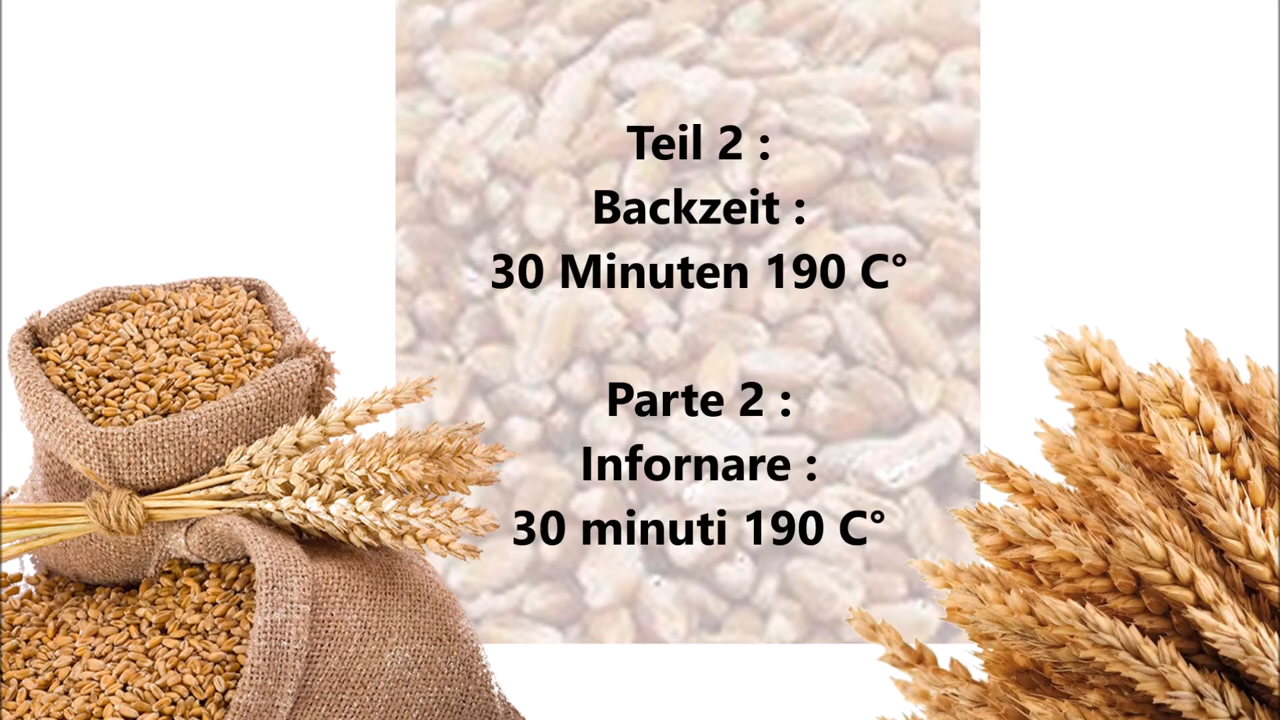 Teil 2 :
Backzeit :
30 Minuten 190 C°
Parte 2 :
Infornare :
30 minuti 190 C°